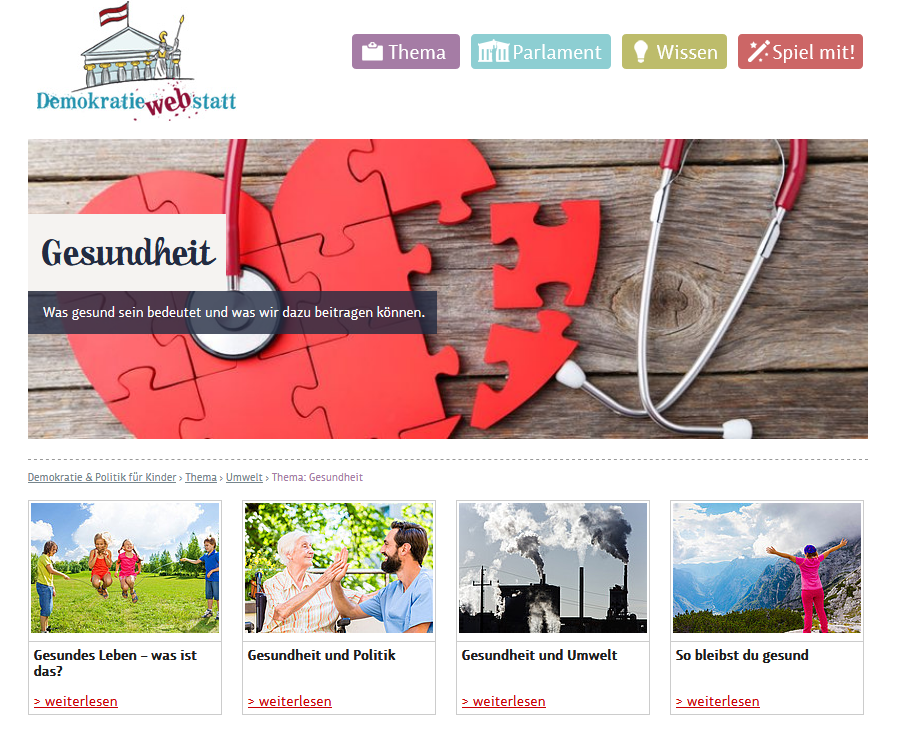 Demokratiewebstatt
Thema
Parlament
Wissen
Spiel mit!
Gesundheit
Was gesund sein bedeutet und was wir dazu beitragen können.
Demokratie & Politik für Kinder › Thema › Umwelt › Thema: Gesundheit
Gesundes Leben – was ist
das?
> weiterlesen
Gesundheit und Politik
> weiterlesen
Gesundheit und Umwelt
> weiterlesen
So bleibst du gesund
> weiterlesen